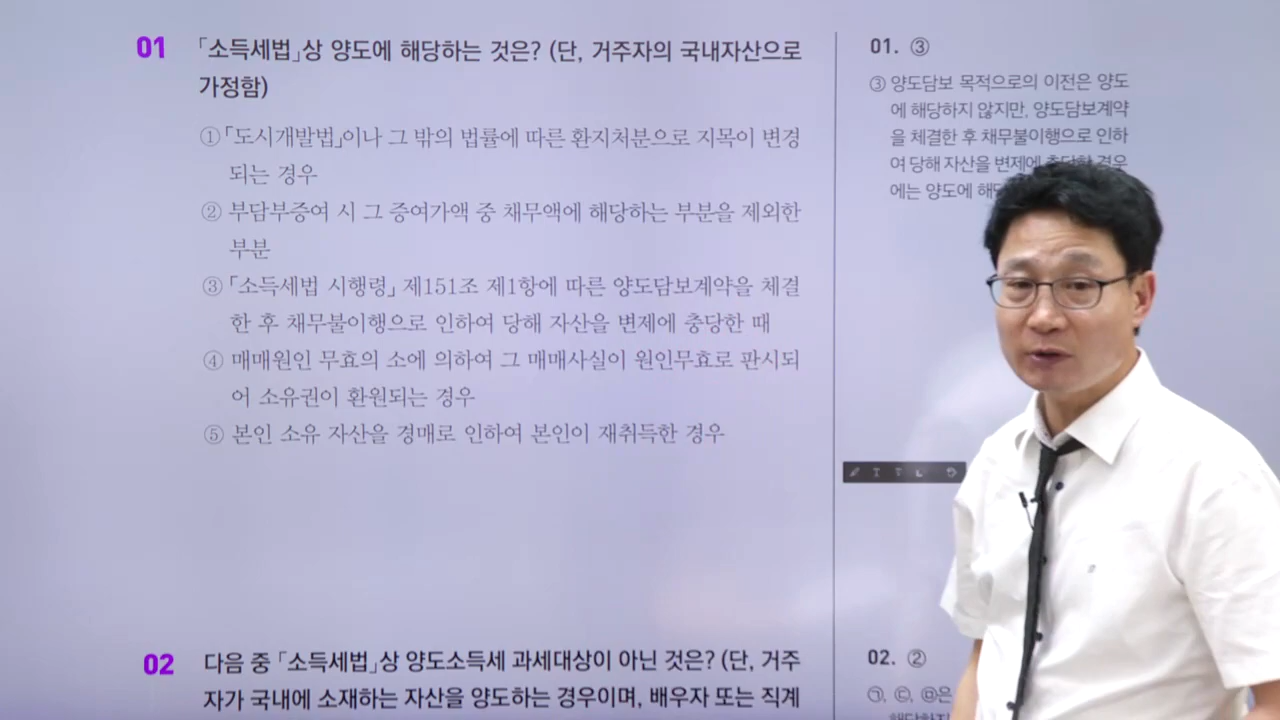 01 「소득세법」상 양도에 해당하는 것은? (단, 거주자의 국내자산으로
가정함)
① 「도시개발법」이나 그 밖의 법률에 따른 환지처분으로 지목이 변경
되는 경우
② 부담부증여 시 그 증여가액 중 채무액에 해당하는 부분을 제외한
부분
③ 「소득세법 시행령」 제151조 제1항에 따른 양도담보계약을 체결
한 후 채무불이행으로 인하여 당해 자산을 변제에 충당한 때
④ 매매원인 무효의 소에 의하여 그 매매사실이 원인무효로 판시되
어 소유권이 환원되는 경우
⑤ 본인 소유 자산을 경매로 인하여 본인이 재취득한 경우
02 다음 중 「소득세법」상 양도소득세 과세대상이 아닌 것은? (단, 거주
자가 국내에 소재하는 자산을 양도하는 경우이며, 배우자 또는 직계
01. ③
③ 양도담보 목적으로의 이전은 양도
에 해당하지 않지만, 양도담보계약
을 체결한 후 채무불이행으로 인하
여 당해 자산을 변제에 충당한 경우
에는 양도에
02. ②
㉠, ㉢, ㉣은